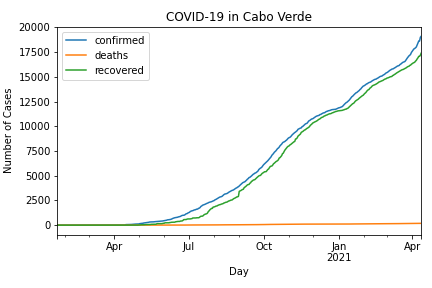 COVID-19 in Cabo Verde
confirmed
deaths
recovered
Number of Cases
20000
17500
15000
12500
10000
7500
5000
2500
0
Apr
Jul
Oct
Jan
2021
Apr
Day